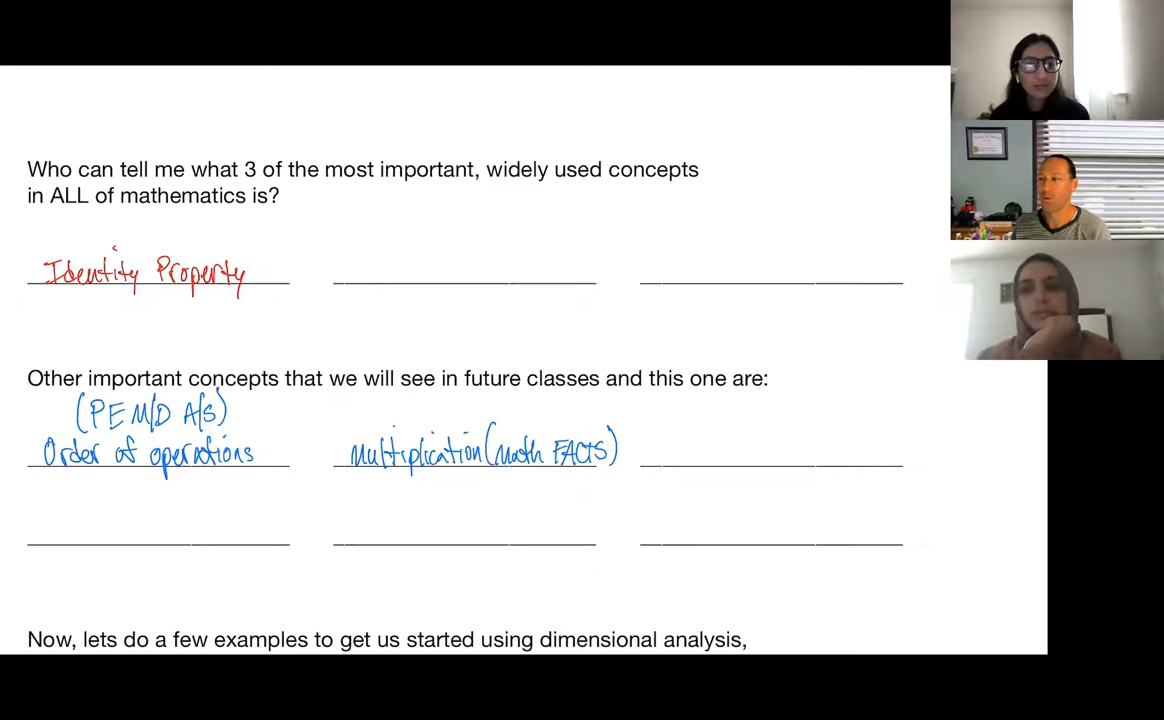 Who can tell me what 3 of the most important, widely used concepts
in ALL of mathematics is?
Identity Property
Other important concepts that we will see in future classes and this one are:
(PE M/D A/S)
Order of operations
Multiplication (math FACTS)
Now, lets do a few examples to get us started using dimensional analysis,